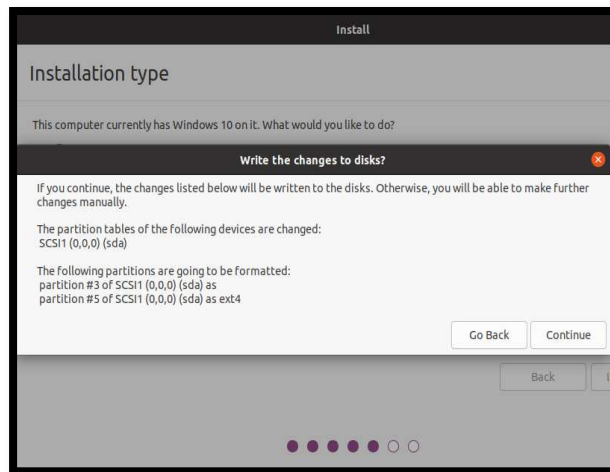 Install
Installation type
This computer currently has Windows 10 on it. What would you like to do?
Write the changes to disks?
If you continue, the changes listed below will be written to the disks. Otherwise, you will be able to make further
changes manually.
The partition tables of the following devices are changed:
SCSI1 (0,0,0) (sda)
The following partitions are going to be formatted:
partition #3 of SCSI1 (0,0,0) (sda) as
partition #5 of SCSI1 (0,0,0) (sda) as ext4
Go Back Continue
Back